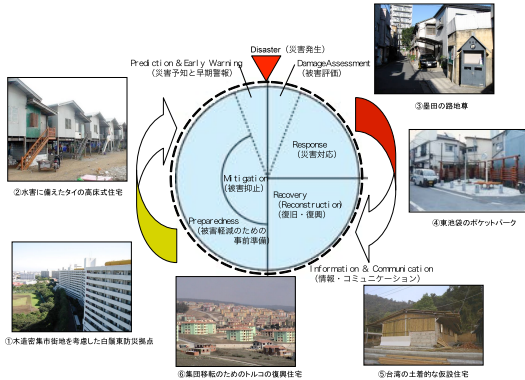 Disaster（災害発生）
Prediction & Early Warning
（災害予知と早期警報）
DamageAssessment
（被害評価）
③墨田の路地尊
Response
（災害対応）
②水害に備えたタイの高床式住宅
Mitigation
（被害抑止）
Recovery
（Reconstruction）
（復旧・復興）
④東池袋のポケットパーク
Preparedness
（被害軽減のための
事前準備）
Information & Communication
（情報・コミュニケーション）
①木造密集市街地を考慮した白鬚東防災拠点
⑥集団移転のためのトルコの復興住宅
⑤台湾の土着的な仮設住宅